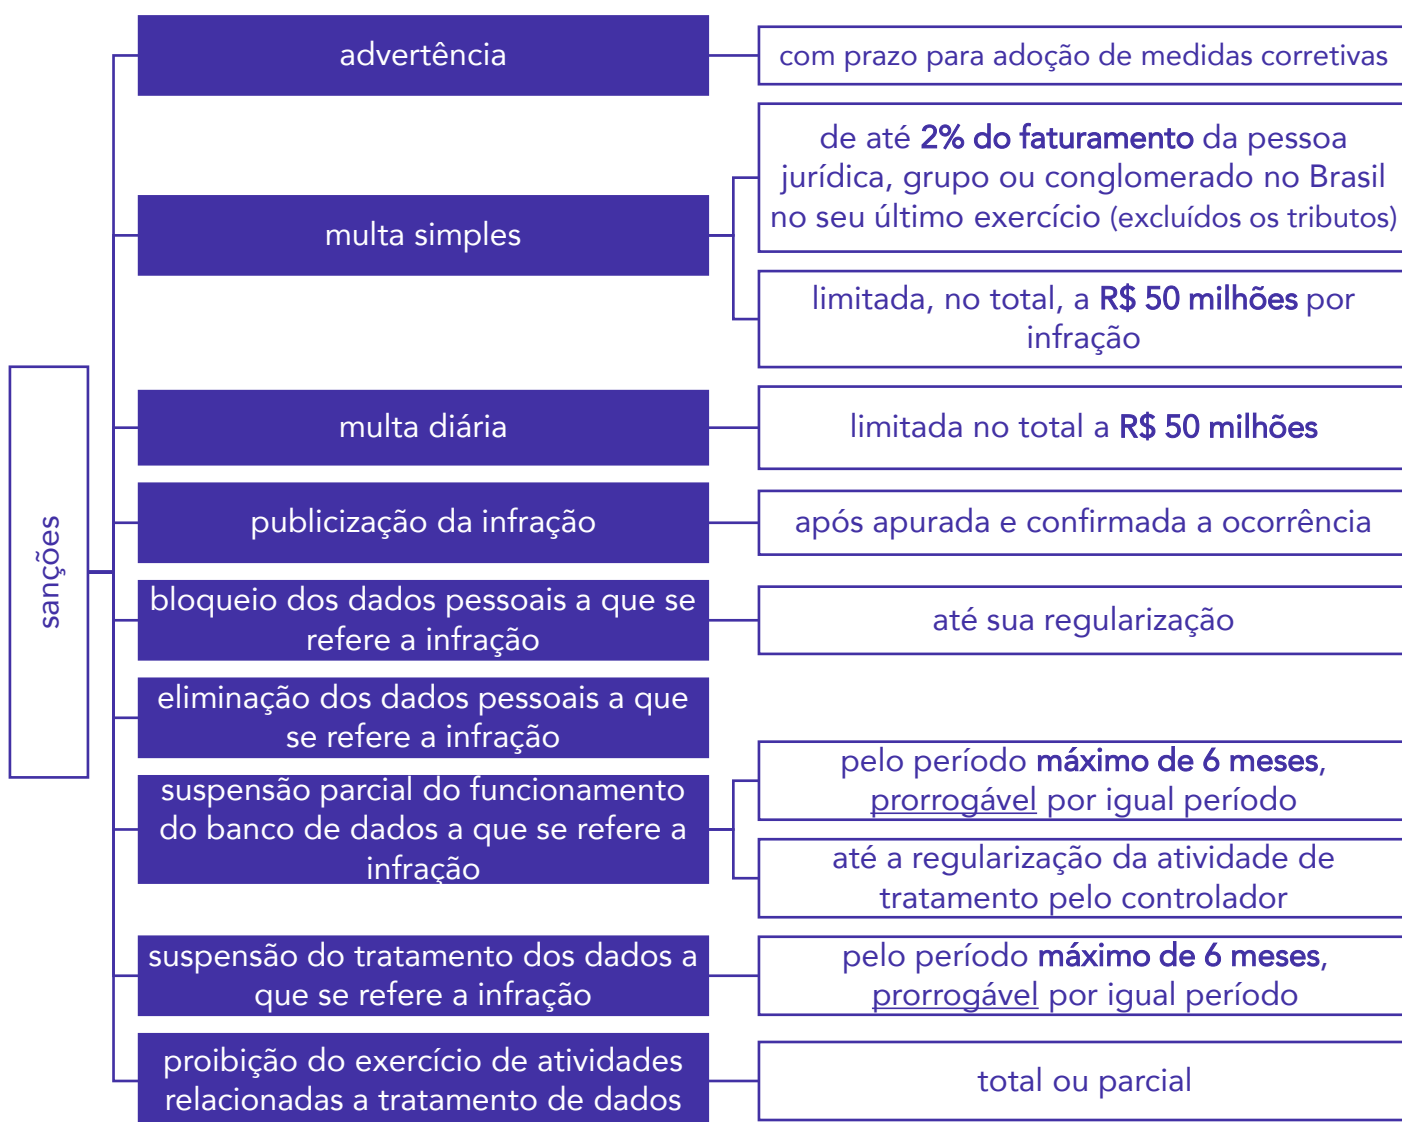 sanções
advertência
com prazo para adoção de medidas corretivas
multa simples
de até 2% do faturamento da pessoa
jurídica, grupo ou conglomerado no Brasil
no seu último exercício (excluídos os tributos)
limitada, no total, a R$ 50 milhões por
infração
multa diária
limitada no total a R$ 50 milhões
publicização da infração
após apurada e confirmada a ocorrência
bloqueio dos dados pessoais a que se
refere a infração
até sua regularização
eliminação dos dados pessoais a que
se refere a infração
suspensão parcial do funcionamento
do banco de dados a que se refere a
infração
pelo período máximo de 6 meses,
prorrogável por igual período
até a regularização da atividade de
tratamento pelo controlador
suspensão do tratamento dos dados a
que se refere a infração
pelo período máximo de 6 meses,
prorrogável por igual período
proibição do exercício de atividades
relacionadas a tratamento de dados
total ou parcial